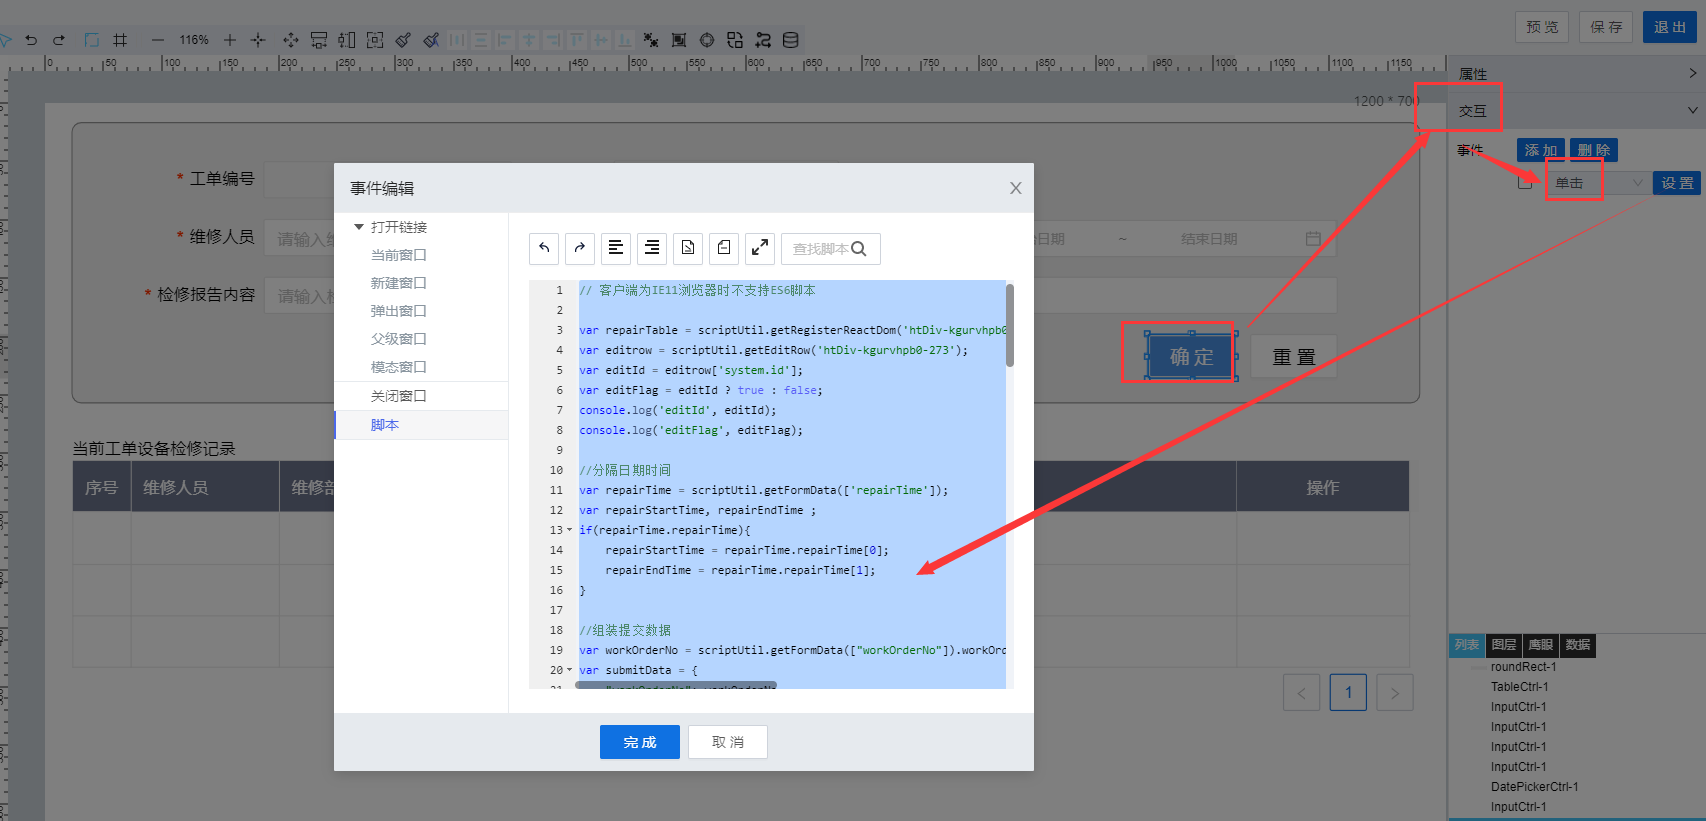 预 览
保 存
退 出
116%
0
50
100
150
200
250
300
350
400
450
500
550
600
650
700
750
800
850
900
950
1000
1050
1100
1150
1200 * 700
属性
交互
事件
添 加
删 除
单击
设 置
* 工单编号
* 维修人员
请输入维
* 检修报告内容
请输入检
日期
~
结束日期
确 定
重 置
当前工单设备检修记录
序号
维修人员
维修部
操作
<
1
>
事件编辑
X
打开链接
当前窗口
新建窗口
弹出窗口
父级窗口
模态窗口
关闭窗口
脚本
查找脚本
1 // 客户端为IE11浏览器时不支持ES6脚本
2
3 var repairTable = scriptUtil.getRegisterReactDom('htDiv-kgurvhpb0
4 var editrow = scriptUtil.getEditRow('htDiv-kgurvhpb0-273');
5 var editId = editrow['system.id'];
6 var editFlag = editId ? true : false;
7 console.log('editId', editId);
8 console.log('editFlag', editFlag);
9
10 //分隔日期时间
11 var repairTime = scriptUtil.getFormData(['repairTime']);
12 var repairStartTime, repairEndTime ;
13 if(repairTime.repairTime){
14 repairStartTime = repairTime.repairTime[0];
15 repairEndTime = repairTime.repairTime[1];
16 }
17
18 //组装提交数据
19 var workOrderNo = scriptUtil.getFormData(["workOrderNo"]).workOrd
20 var submitData = {
21 "workOrderNo": workOrderNo
完 成
取 消
列表
图层
鹰眼
数据
roundRect-1
TableCtrl-1
InputCtrl-1
InputCtrl-1
InputCtrl-1
InputCtrl-1
DatePickerCtrl-1
InputCtrl-1